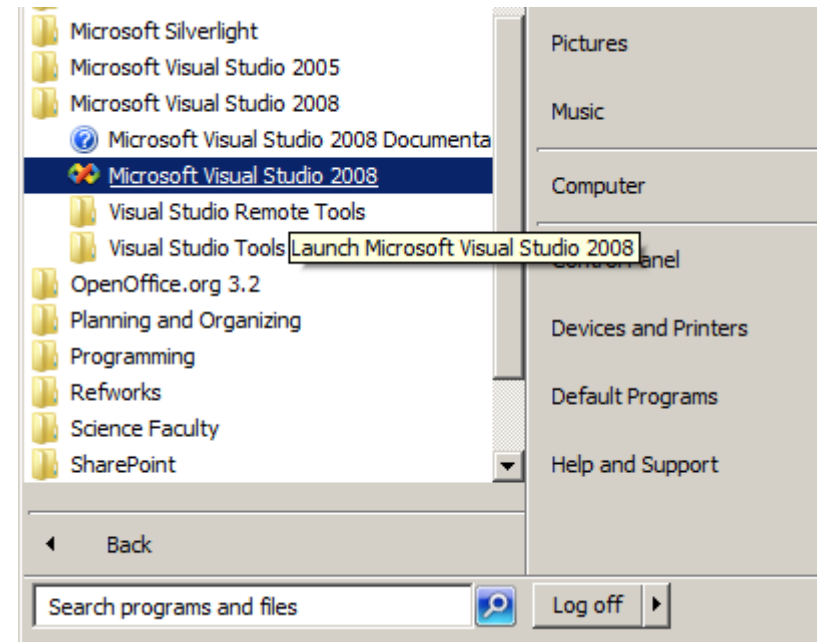 Microsoft Silverlight
Microsoft Visual Studio 2005
Microsoft Visual Studio 2008
Microsoft Visual Studio 2008 Documenta
Microsoft Visual Studio 2008
Visual Studio Remote Tools
Visual Studio Tools
Launch Microsoft Visual Studio 2008
OpenOffice.org 3.2
Planning and Organizing
Programming
Refworks
Science Faculty
SharePoint
Back
Search programs and files
Pictures
Music
Computer
Control Panel
Devices and Printers
Default Programs
Help and Support
Log off